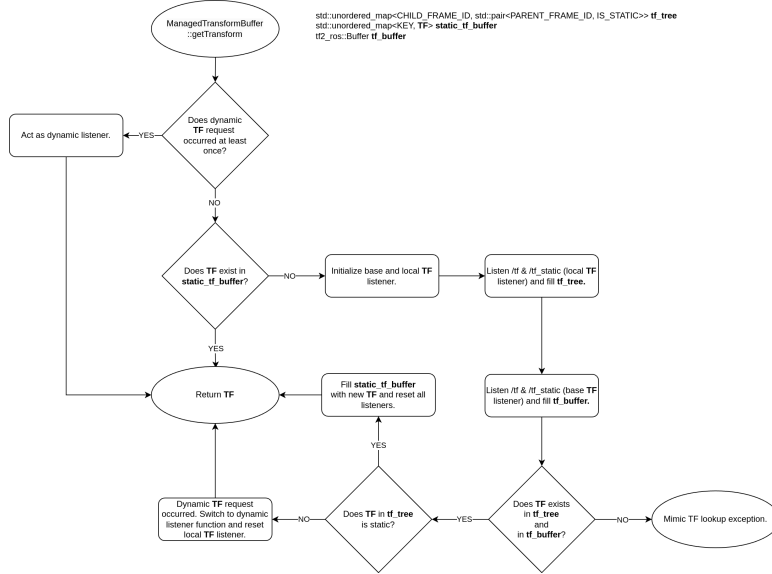 ManagedTransformBuffer
::getTransform
std::unordered_map<CHILD_FRAME_ID, std::pair<PARENT_FRAME_ID, IS_STATIC>> tf_tree
std::unordered_map<KEY, TF> static_tf_buffer
tf2_ros::Buffer tf_buffer
Does dynamic
TF request
occurred at least
once?
YES
Act as dynamic listener.
NO
Does TF exist in
static_tf_buffer?
NO
Initialize base and local TF
listener.
Listen /tf & /tf_static (local TF
listener) and fill tf_tree.
YES
Return TF
Fill static_tf_buffer
with new TF and reset all
listeners.
Listen /tf & /tf_static (base TF
listener) and fill tf_buffer.
YES
Dynamic TF request
occurred. Switch to dynamic
listener function and reset
local TF listener.
NO
Does TF in tf_tree
is static?
YES
Does TF exists
in tf_tree
and
in tf_buffer?
NO
Mimic TF lookup exception.